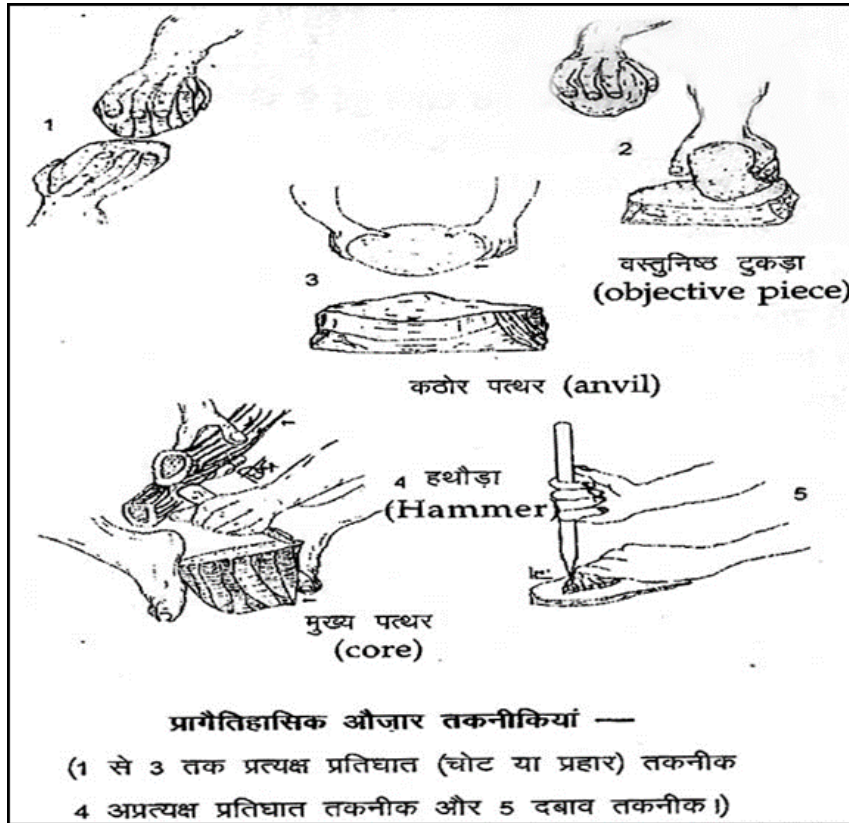 1
2
वस्तुनिष्ठ टुकड़ा
(objective piece)
3
कठोर पत्थर (anvil)
4 हथौड़ा
(Hammer)
5
मुख्य पत्थर
(core)
प्रागैतिहासिक औज़ार तकनीकियां —
(1 से 3 तक प्रत्यक्ष प्रतिघात (चोट या प्रहार) तकनीक
4 अप्रत्यक्ष प्रतिघात तकनीक और 5 दबाव तकनीक।)